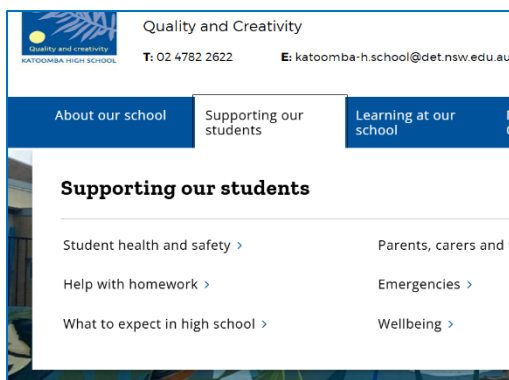 Quality and Creativity
Quality and creativity
KATOOMBA HIGH SCHOOL
T: 02 4782 2622 E: katoomba-h.school@det.nsw.edu.au
About our school
Supporting our
students
Learning at our
school
Supporting our students
Student health and safety >
Parents, carers and
Help with homework >
Emergencies >
What to expect in high school >
Wellbeing >